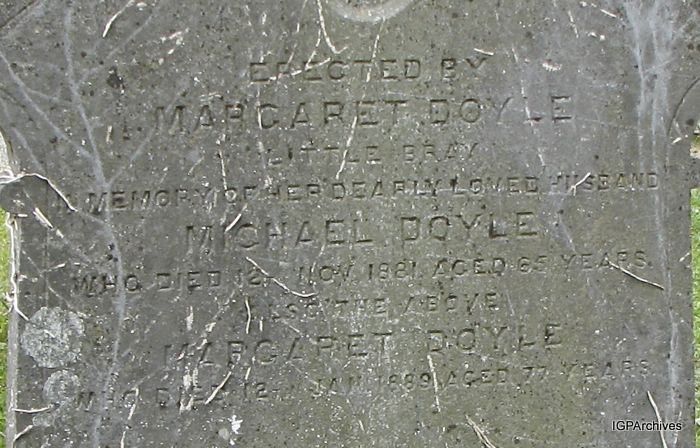 ERECTED BY
MARGARET DOYLE
LITTLE BRAY
MEMORY OF HER DEARLY LOVED HUSBAND
MICHAEL DOYLE
WHO DIED 12TH NOV 1881, AGED 65 YEARS.
ALSO THE ABOVE
MARGARET DOYLE
WHO DIED 12TH JAN 1889, AGED 77 YEARS
IGPArchives